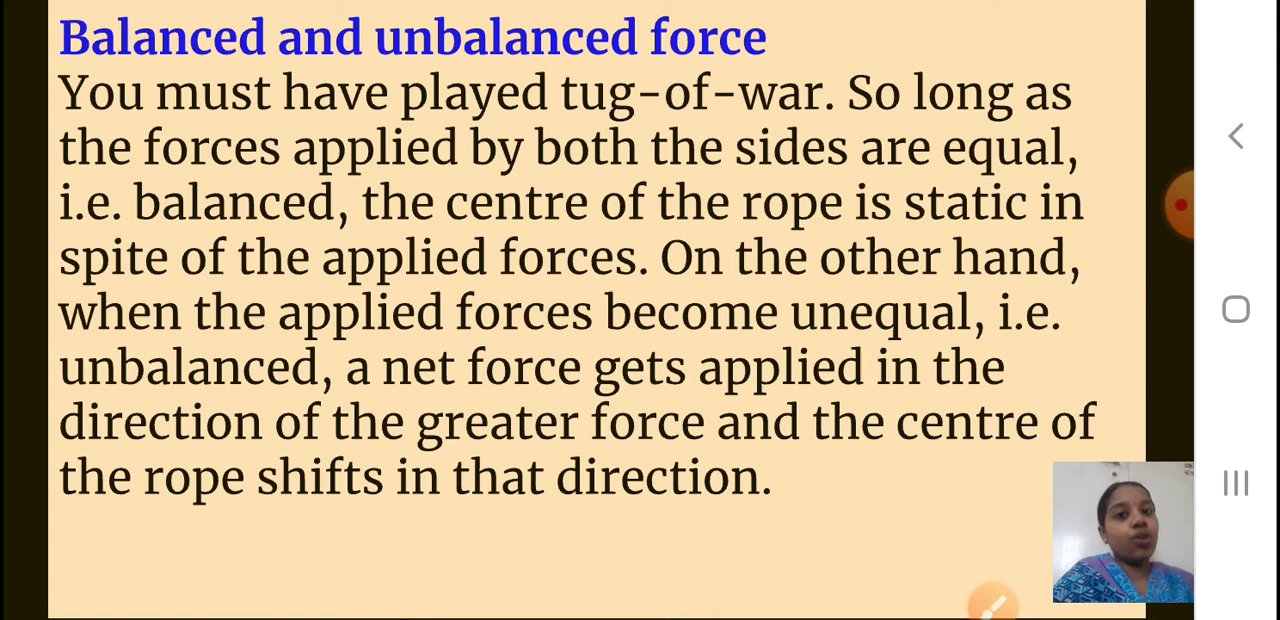 Balanced and unbalanced force
You must have played tug-of-war. So long as
the forces applied by both the sides are equal,
i.e. balanced, the centre of the rope is static in
spite of the applied forces. On the other hand,
when the applied forces become unequal, i.e.
unbalanced, a net force gets applied in the
direction of the greater force and the centre of
the rope shifts in that direction.